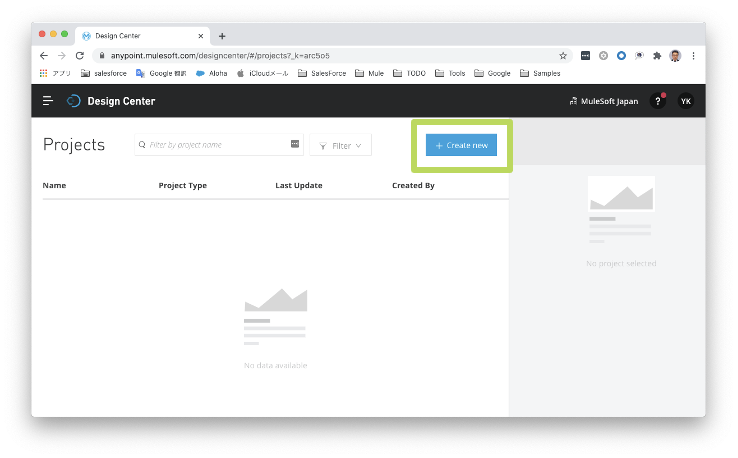 Design Center
anypoint.mulesoft.com/designcenter/#/projects?_k=arc5o5
アプリ salesforce Google 翻訳 Aloha iCloudメール SalesForce Mule TODO Tools Google Samples
Design Center MuleSoft Japan ? YK
Projects Filter by project name Filter + Create new
Name Project Type Last Update Created By
No project selected
No data available